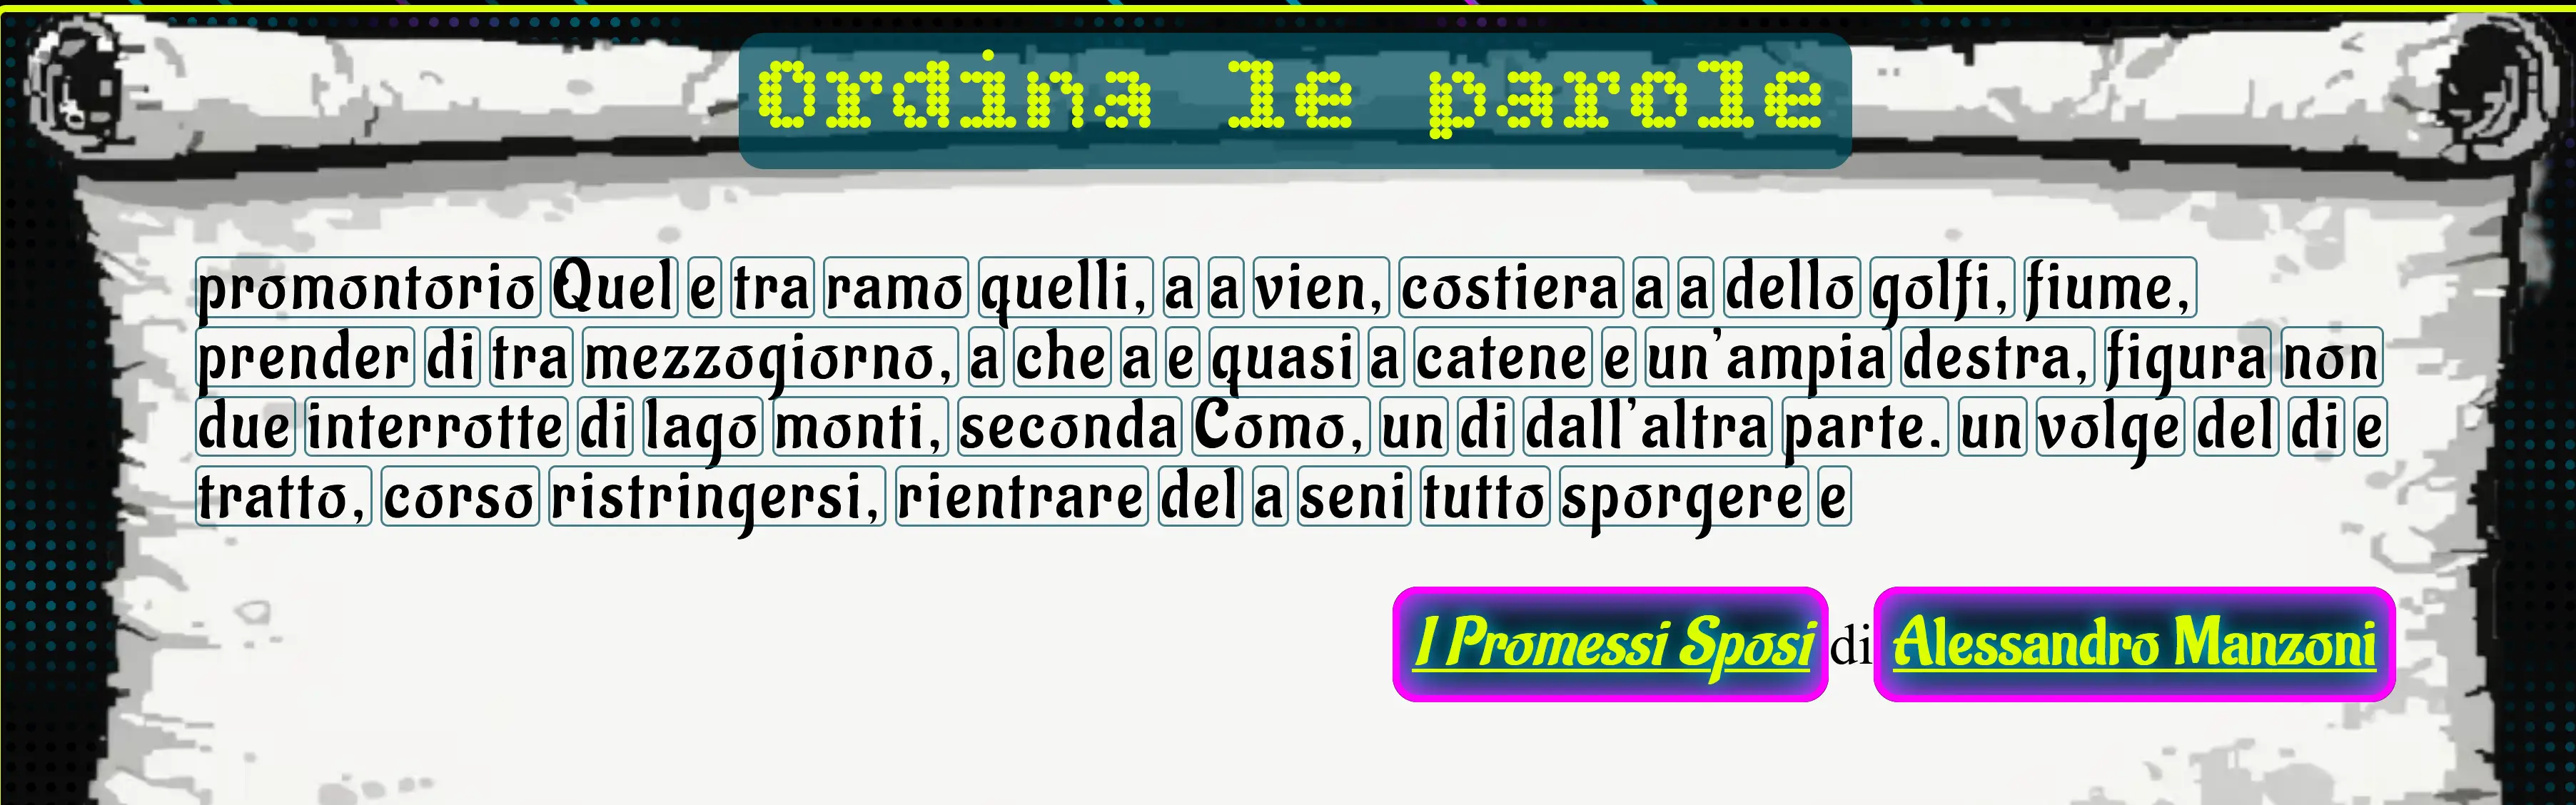 Ordina le parole
promontorio Quel e tra ramo quelli, a a vien, costiera a a dello golfi, fiume,
prender di tra mezzogiorno, a che a e quasi a catene e un'ampia destra, figura non
due interrotte di lago monti, seconda Como, un di dall'altra parte. un volge del di e
tratto, corso ristringersi, rientrare del a seni tutto sporgere e
I Promessi Sposi di Alessandro Manzoni